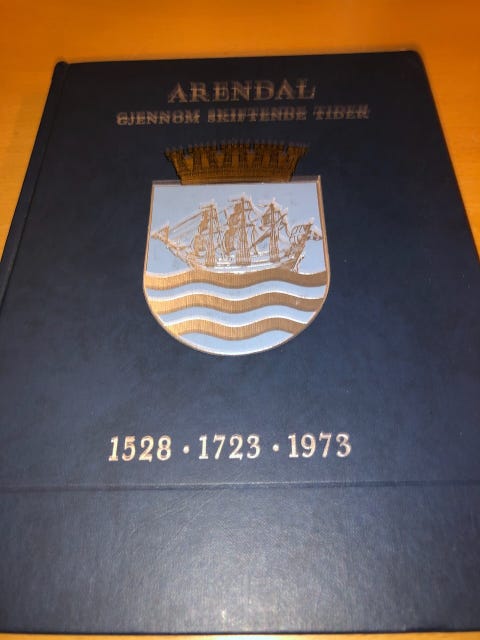 ARENDAL
GJENNOM SKIFTENDE TIDER
1528 · 1723 · 1973